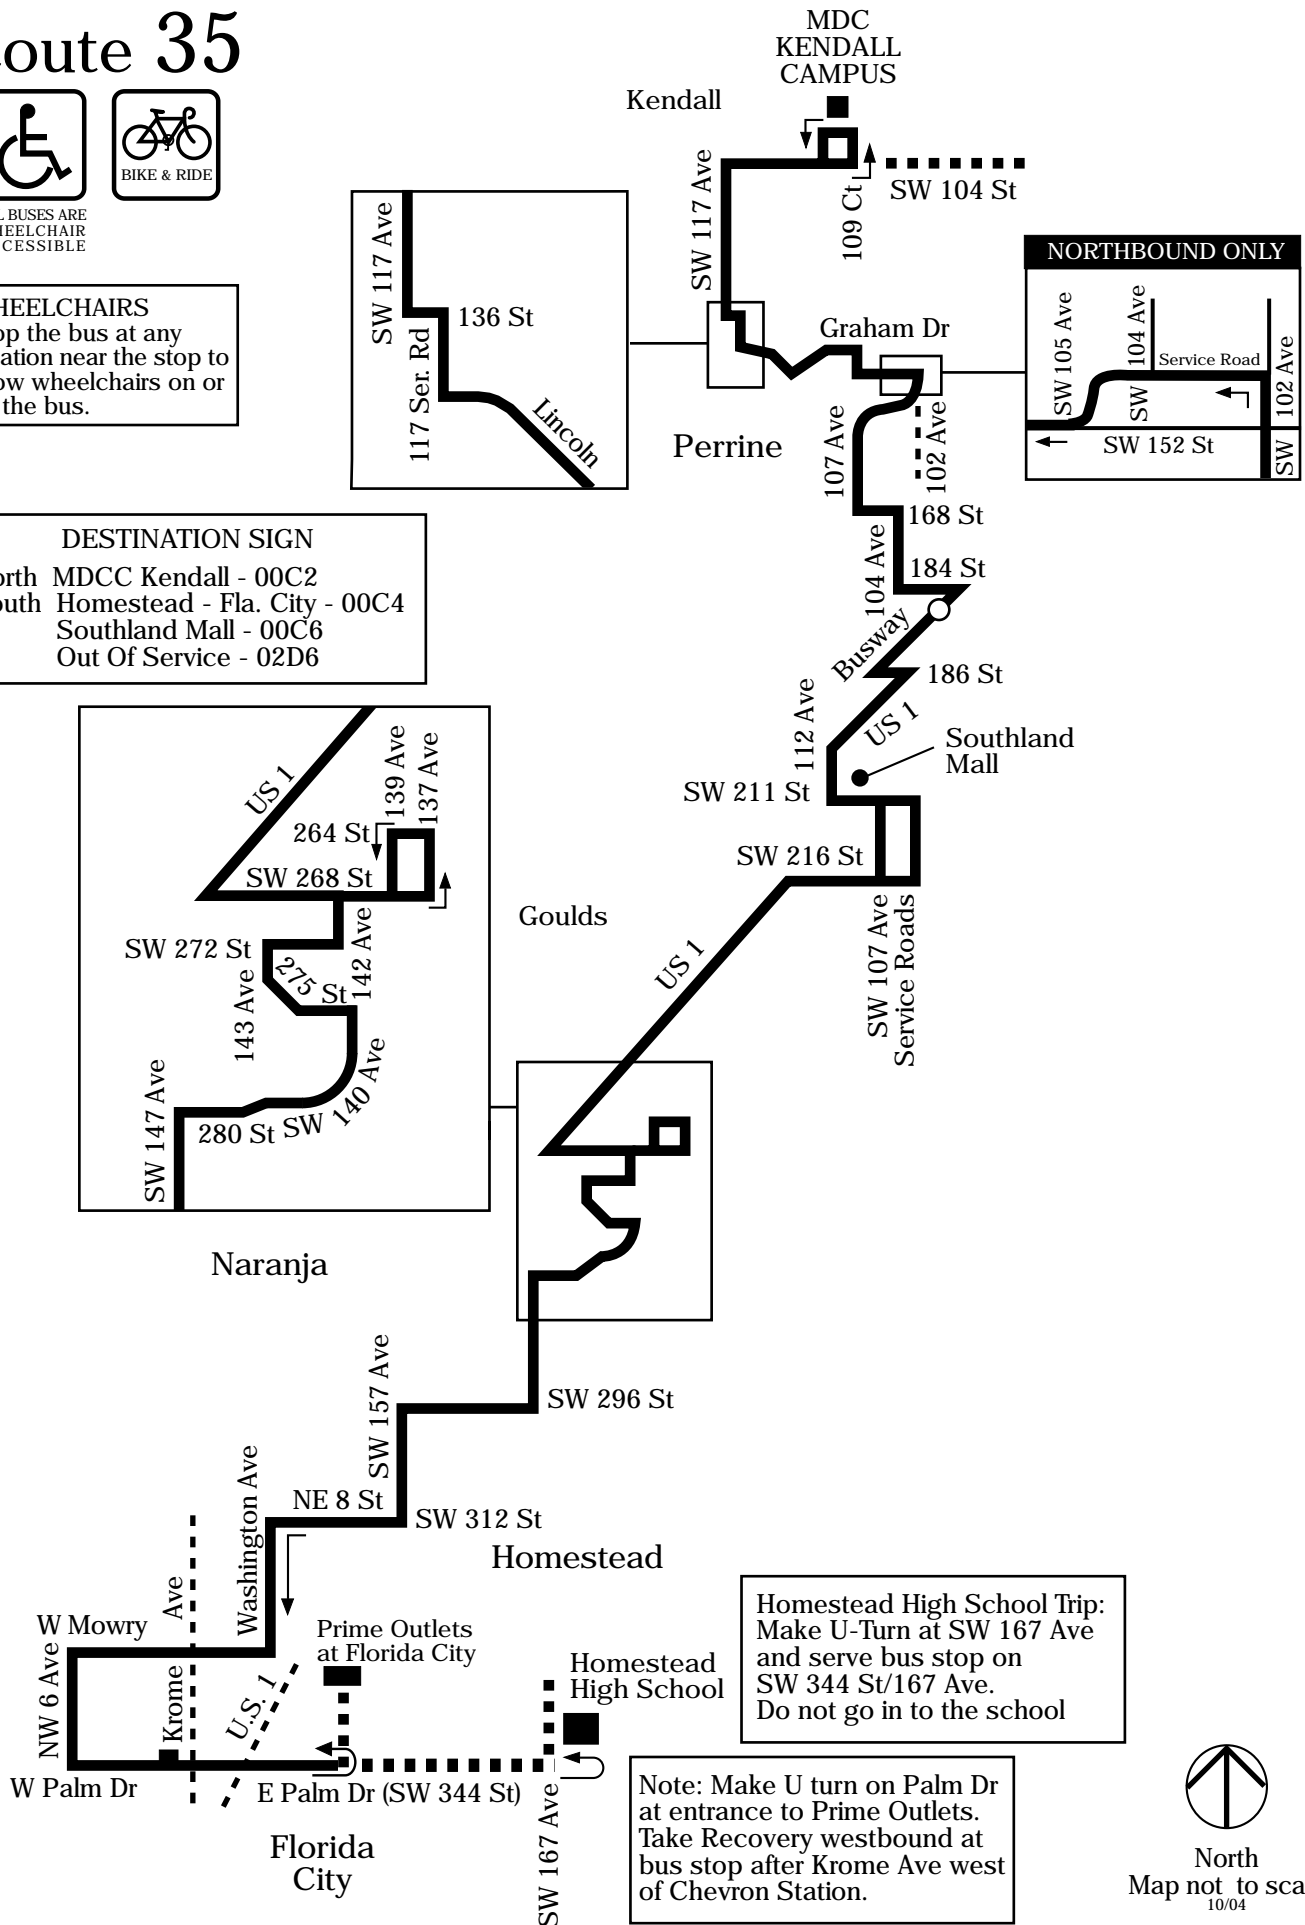 oute 35
BIKE & RIDE
L BUSES ARE
HEELCHAIR
CESSIBLE
HEELCHAIRS
op the bus at any
ation near the stop to
ow wheelchairs on or
the bus.
DESTINATION SIGN
orth MDCC Kendall - 00C2
outh Homestead - Fla. City - 00C4
Southland Mall - 00C6
Out Of Service - 02D6
MDC
KENDALL
CAMPUS
Kendall
SW 117 Ave
109 Ct
SW 104 St
SW 117 Ave
136 St
117 Ser. Rd
Lincoln
Graham Dr
NORTHBOUND ONLY
SW 105 Ave
SW 104 Ave
Service Road
SW 102 Ave
SW 152 St
Perrine
107 Ave
102 Ave
168 St
104 Ave
184 St
Busway
186 St
112 Ave
US 1
Southland
Mall
SW 211 St
SW 216 St
SW 107 Ave
Service Roads
Goulds
US 1
US 1
139 Ave
137 Ave
264 St
SW 268 St
SW 272 St
142 Ave
275 St
143 Ave
SW 140 Ave
280 St
SW 147 Ave
Naranja
SW 296 St
SW 157 Ave
NE 8 St
SW 312 St
Washington Ave
Homestead
W Mowry
Krome Ave
NW 6 Ave
U.S. 1
Prime Outlets
at Florida City
Homestead
High School
W Palm Dr
E Palm Dr (SW 344 St)
SW 167 Ave
Florida
City
Homestead High School Trip:
Make U-Turn at SW 167 Ave
and serve bus stop on
SW 344 St/167 Ave.
Do not go in to the school
Note: Make U turn on Palm Dr
at entrance to Prime Outlets.
Take Recovery westbound at
bus stop after Krome Ave west
of Chevron Station.
North
Map not to sca
10/04